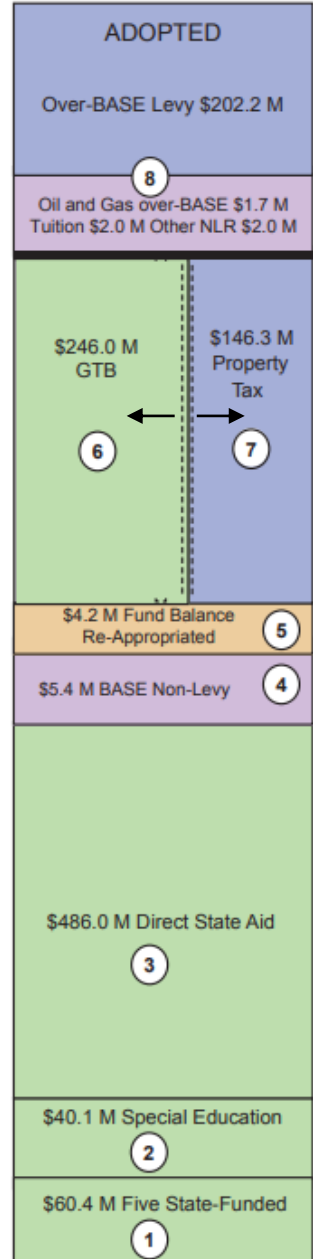 ADOPTED
Over-BASE Levy $202.2 M
8
Oil and Gas over-BASE $1.7 M
Tuition $2.0 M Other NLR $2.0 M
$246.0 M
GTB
6
$146.3 M
Property
Tax
7
$4.2 M Fund Balance
Re-Appropriated
5
$5.4 M BASE Non-Levy
4
$486.0 M Direct State Aid
3
$40.1 M Special Education
2
$60.4 M Five State-Funded
1